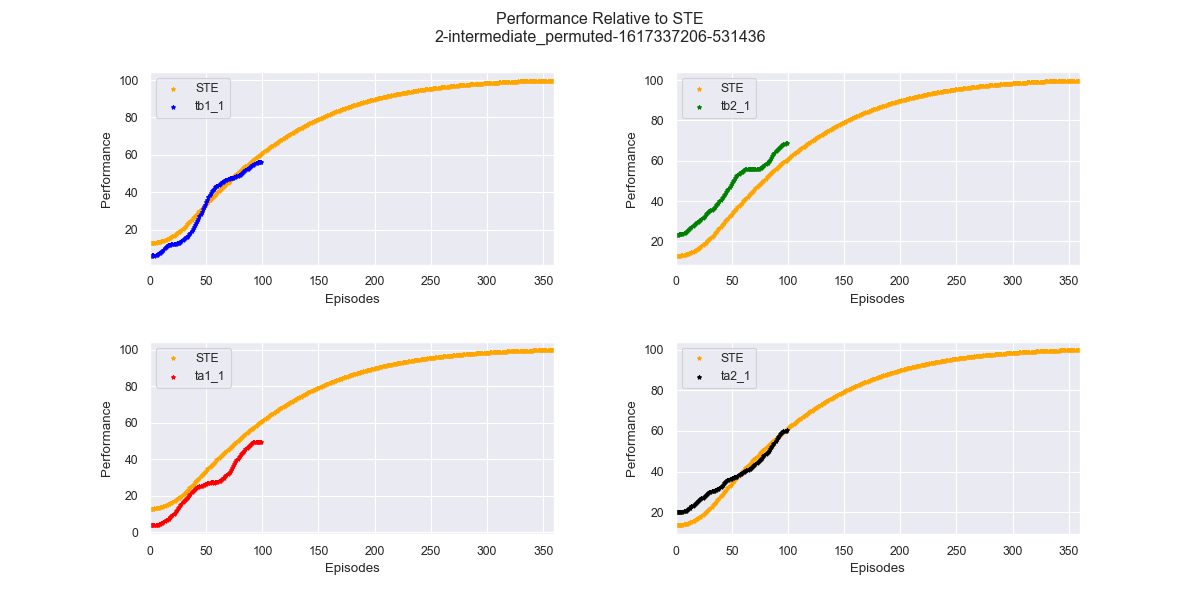 Performance Relative to STE
2-intermediate_permuted-1617337206-531436
100
80
60
40
20
Performance
STE
tb1_1
0 50 100 150 200 250 300 350
Episodes
100
80
60
40
20
Performance
STE
tb2_1
0 50 100 150 200 250 300 350
Episodes
100
80
60
40
20
0
Performance
STE
ta1_1
0 50 100 150 200 250 300 350
Episodes
100
80
60
40
20
Performance
STE
ta2_1
0 50 100 150 200 250 300 350
Episodes